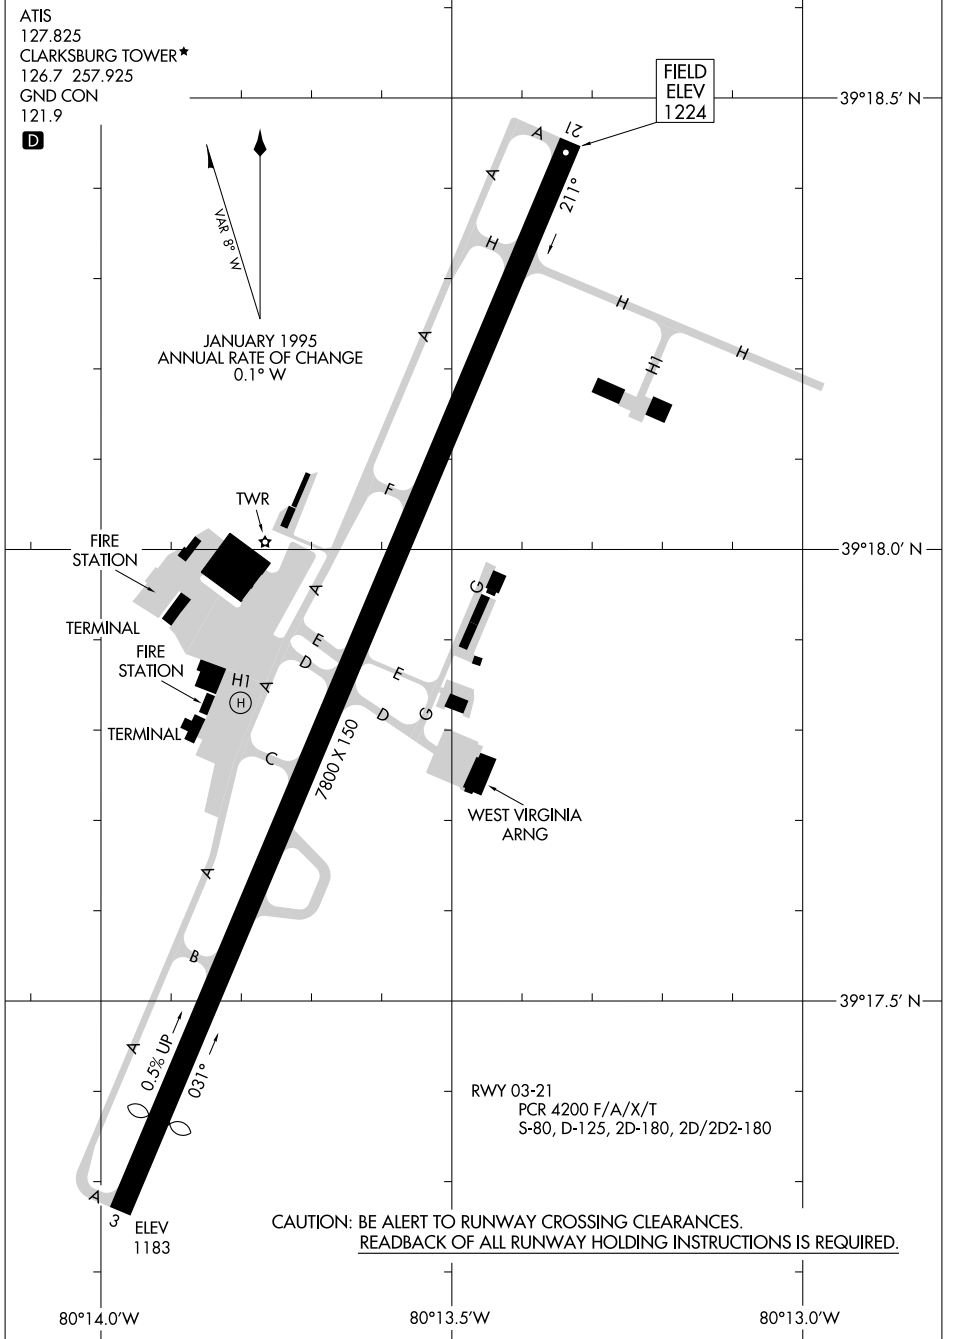 ATIS
127.825
CLARKSBURG TOWER★
126.7 257.925
GND CON
121.9
D
FIELD
ELEV
1224
39°18.5' N
21
A
A
211°
H
VAR 8° W
H
JANUARY 1995
ANNUAL RATE OF CHANGE
0.1° W
A
H
H1
F
TWR
FIRE
STATION
39°18.0' N
A
G
TERMINAL
E
FIRE
STATION
D
E
H1
A
H
D
G
TERMINAL
C
7800 X 150
WEST VIRGINIA
ARNG
A
B
39°17.5' N
A
0.5% UP
031°
RWY 03-21
PCR 4200 F/A/X/T
S-80, D-125, 2D-180, 2D/2D2-180
A
3
ELEV
1183
CAUTION: BE ALERT TO RUNWAY CROSSING CLEARANCES.
READBACK OF ALL RUNWAY HOLDING INSTRUCTIONS IS REQUIRED.
80°14.0'W
80°13.5'W
80°13.0'W